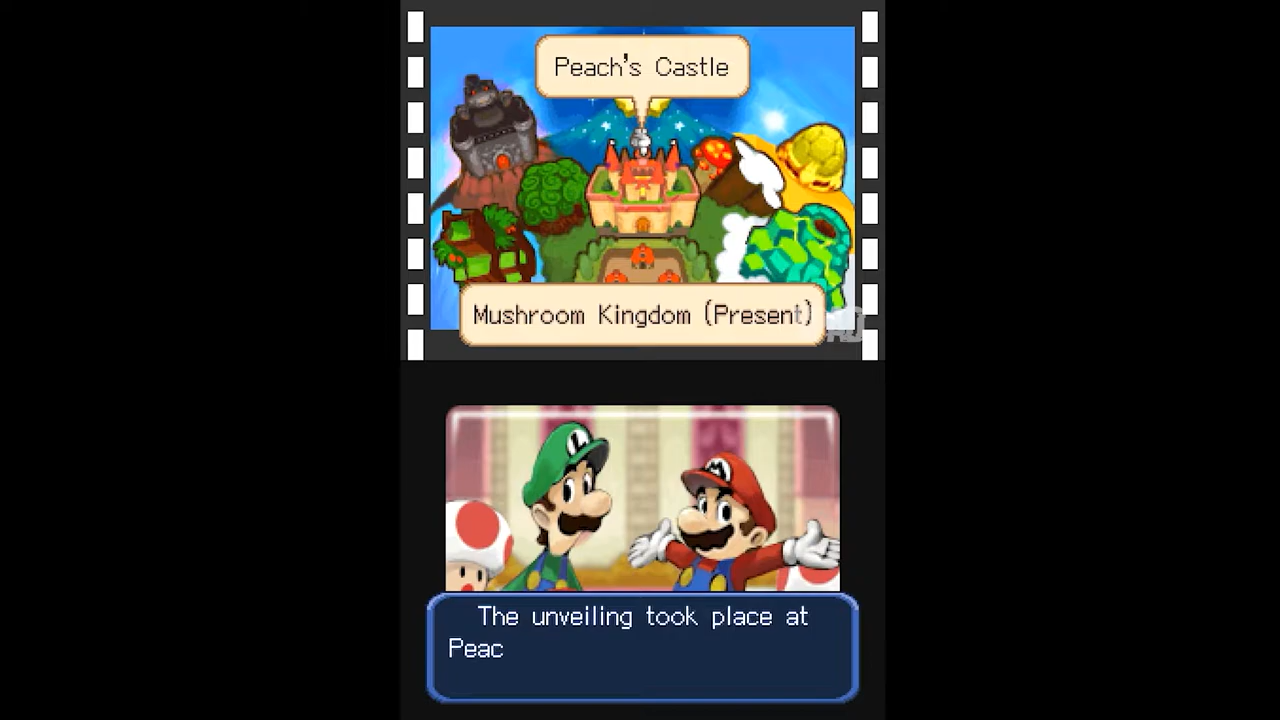 Peach's Castle
Mushroom Kingdom (Present)
L
M
The unveiling took place at
Peac